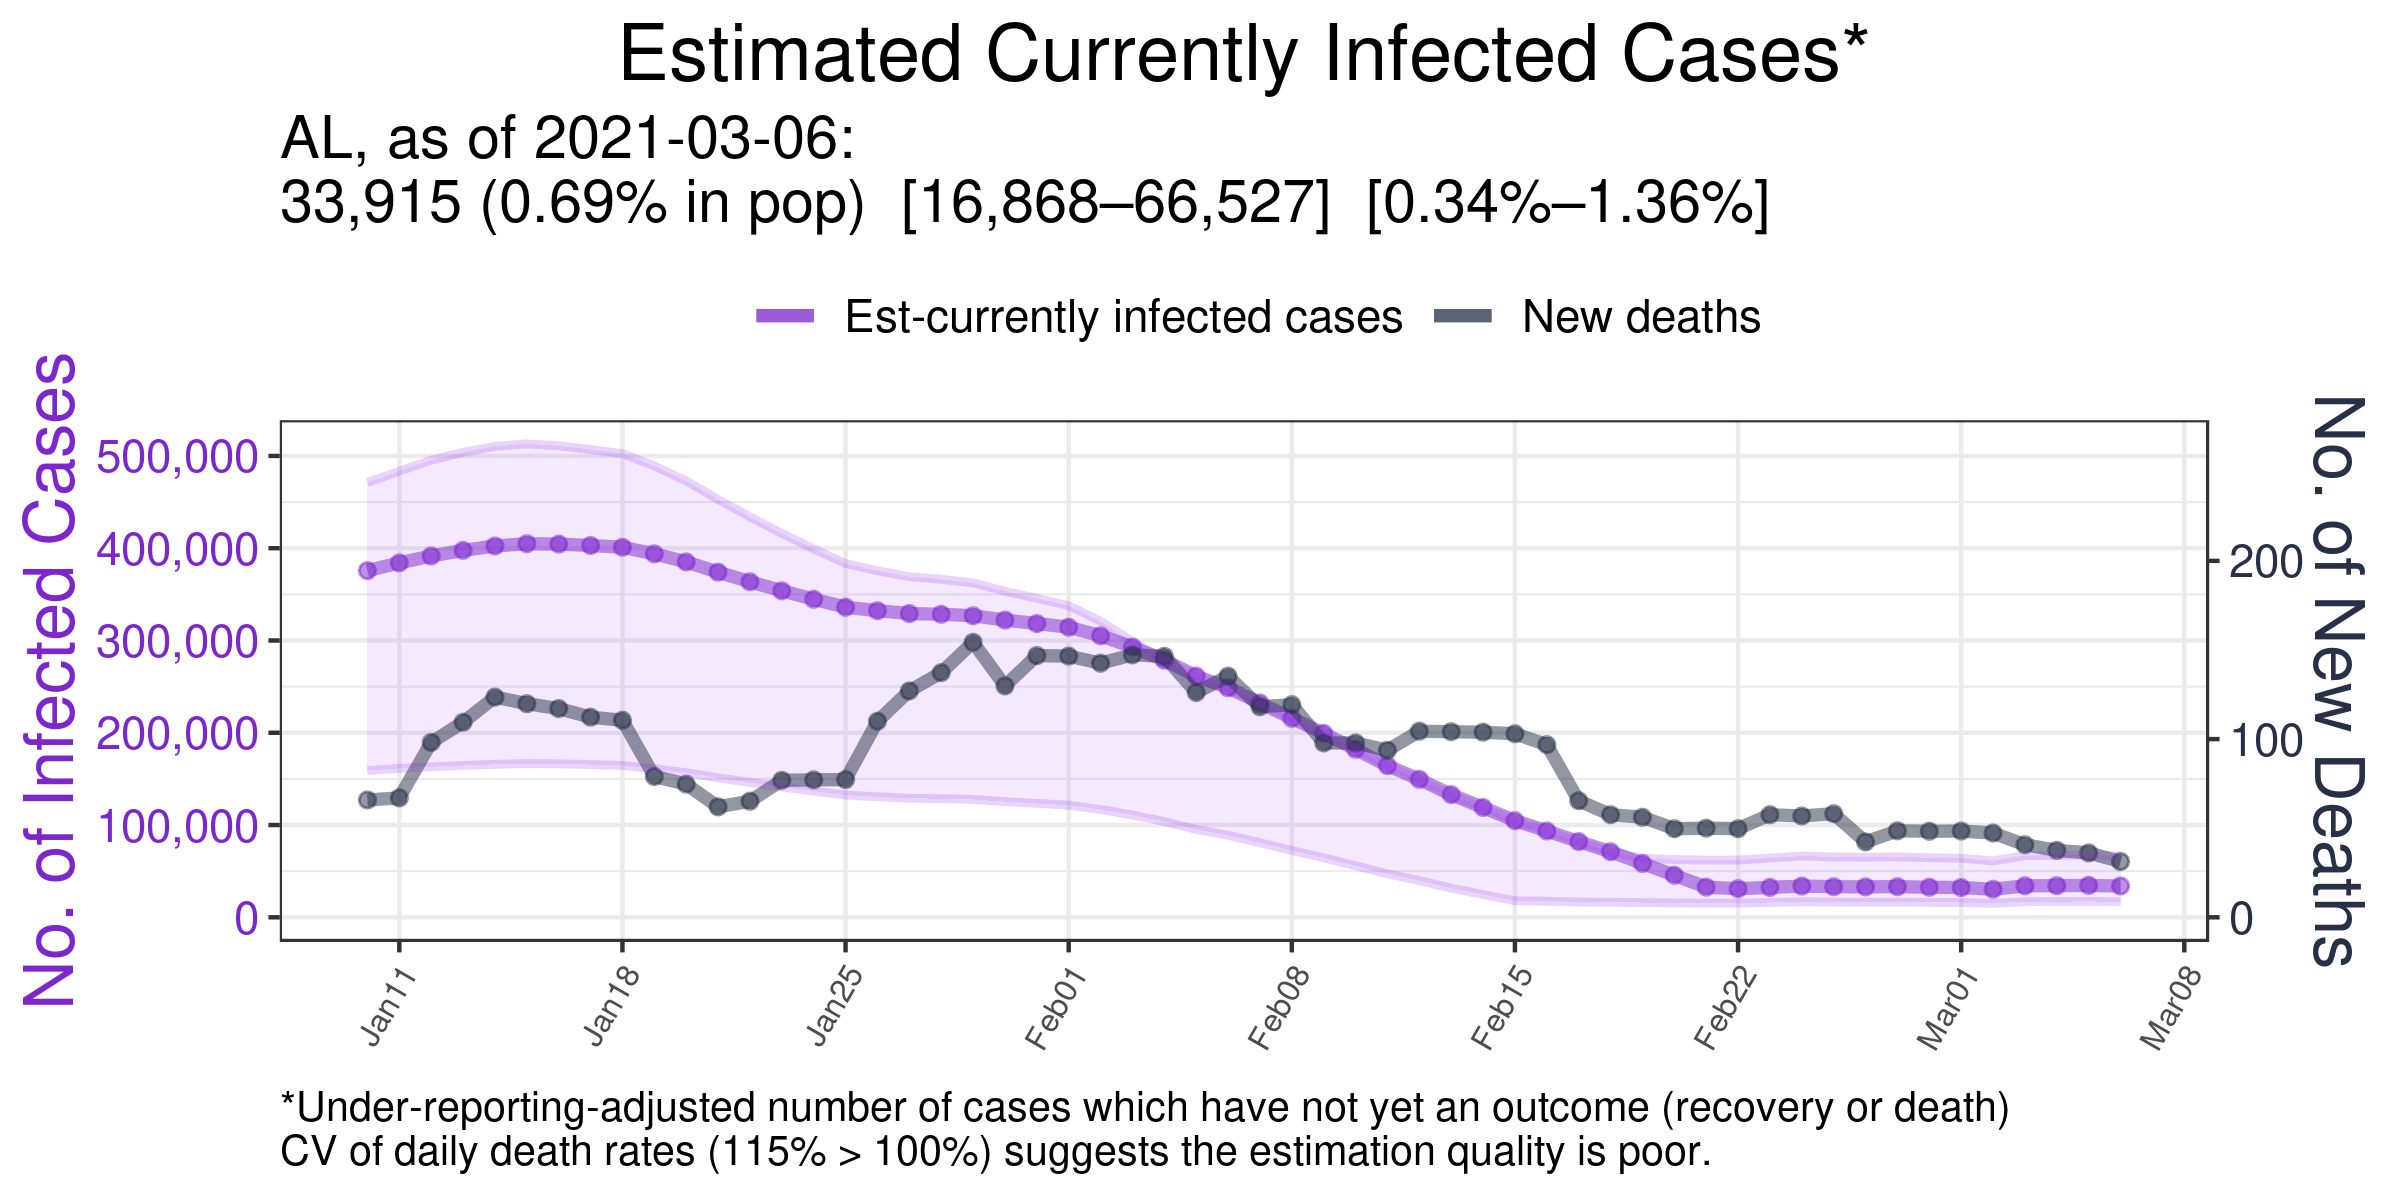 Estimated Currently Infected Cases*
AL, as of 2021-03-06:
33,915 (0.69% in pop)  [16,868–66,527]  [0.34%–1.36%]
Est-currently infected cases
New deaths
No. of Infected Cases
500,000
400,000
300,000
200,000
100,000
0
200
100
0
No. of New Deaths
Jan11
Jan18
Jan25
Feb01
Feb08
Feb15
Feb22
Mar01
Mar08
*Under-reporting-adjusted number of cases which have not yet an outcome (recovery or death)
CV of daily death rates (115% > 100%) suggests the estimation quality is poor.